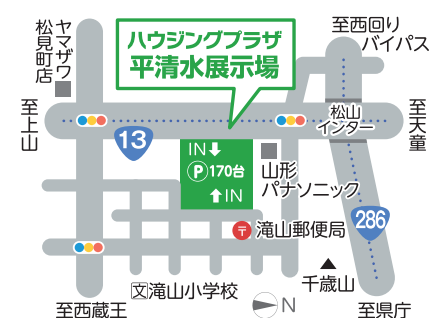 ヤマザワ
松見町店
ハウジングプラザ
平清水展示場
至西回り
バイパス
至上山
13
松山
インター
至天童
IN
P 170台
IN
山形
パナソニック
286
〒 滝山郵便局
文 滝山小学校
千歳山
N
至西蔵王
至県庁